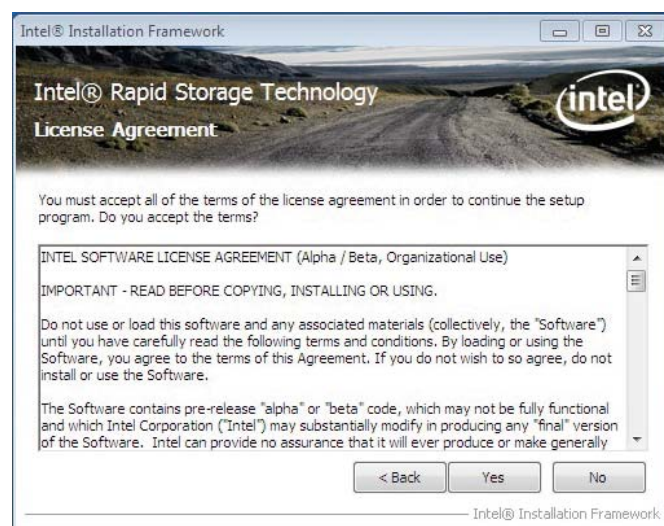 Intel® Installation Framework
Intel® Rapid Storage Technology
License Agreement
intel
You must accept all of the terms of the license agreement in order to continue the setup
program. Do you accept the terms?
INTEL SOFTWARE LICENSE AGREEMENT (Alpha / Beta, Organizational Use)
IMPORTANT - READ BEFORE COPYING, INSTALLING OR USING.
Do not use or load this software and any associated materials (collectively, the "Software")
until you have carefully read the following terms and conditions. By loading or using the
Software, you agree to the terms of this Agreement. If you do not wish to so agree, do not
install or use the Software.
The Software contains pre-release "alpha" or "beta" code, which may not be fully functional
and which Intel Corporation ("Intel") may substantially modify in producing any "final" version
of the Software. Intel can provide no assurance that it will ever produce or make generally
< Back Yes No
Intel® Installation Framework